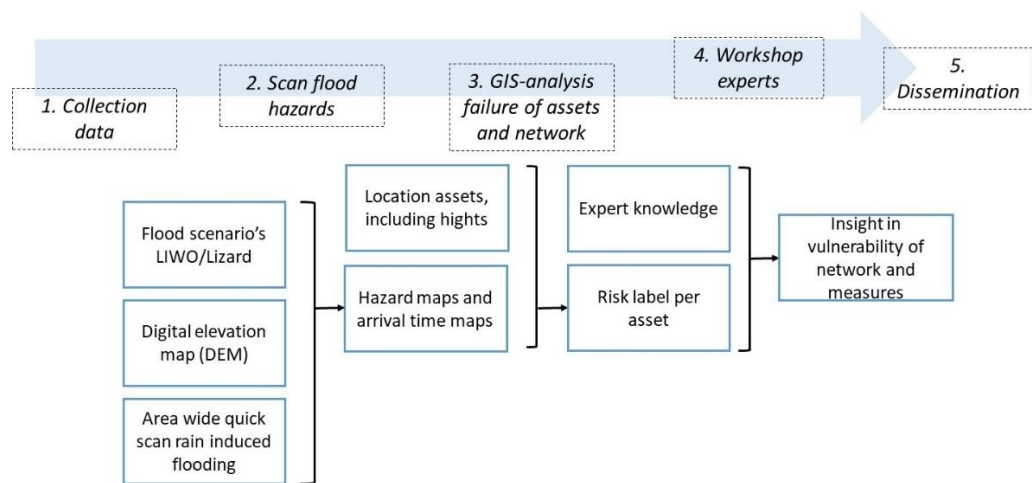 1. Collection
data
2. Scan flood
hazards
3. GIS-analysis
failure of assets
and network
4. Workshop
experts
5.
Dissemination
Flood scenario's
LIWO/Lizard
Digital elevation
map (DEM)
Area wide quick
scan rain induced
flooding
Location assets,
including hights
Hazard maps and
arrival time maps
Expert knowledge
Risk label per
asset
Insight in
vulnerability of
network and
measures